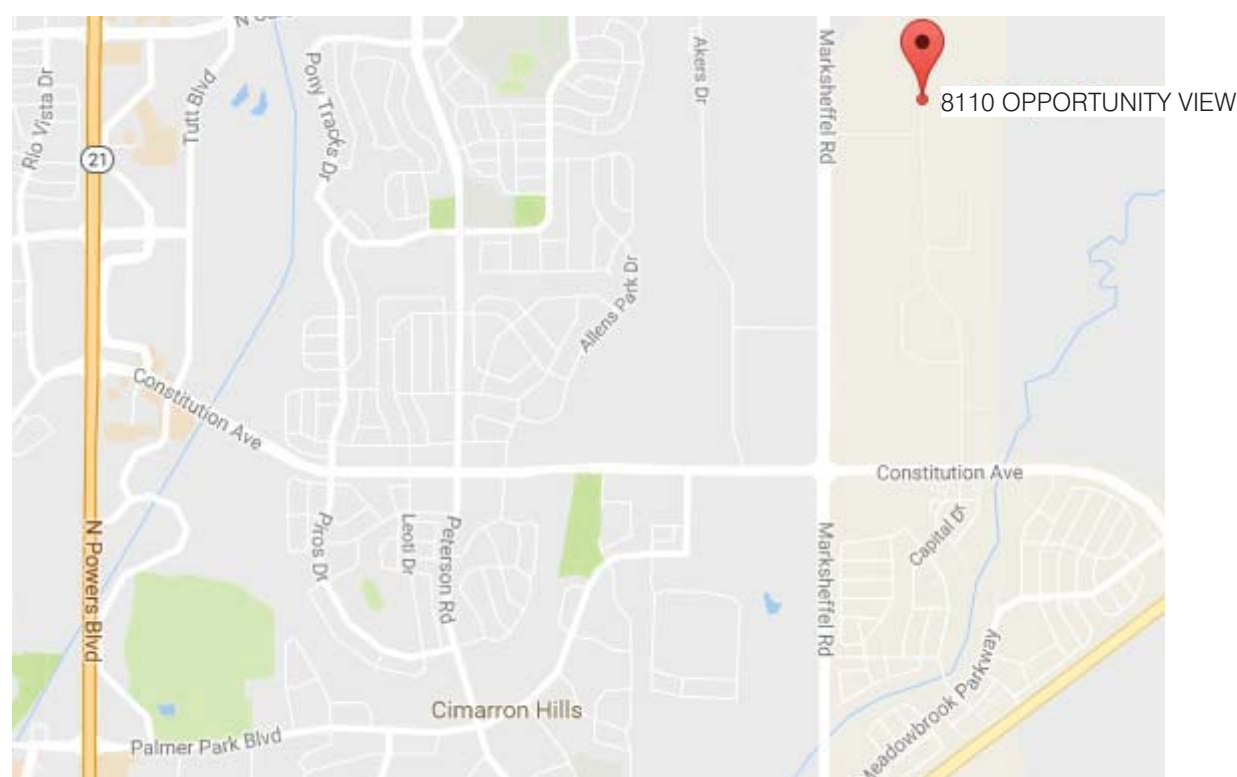 Rio Vista Dr
21
Tutt Blvd
Pony Tracks Dr
Akers Dr
Marksheffel Rd
8110 OPPORTUNITY VIEW
Allens Park Dr
Constitution Ave
Constitution Ave
N Powers Blvd
Piros Dr
Leoti Dr
Peterson Rd
Marksheffel Rd
Capital Dr
Meadowbrook Parkway
Cimarron Hills
Palmer Park Blvd